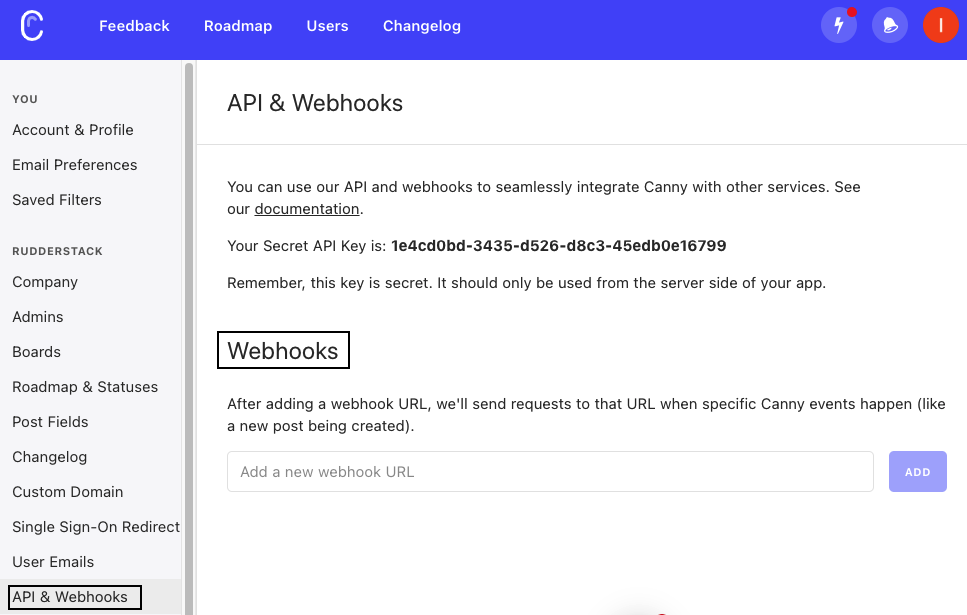 Feedback Roadmap Users Changelog I
YOU
Account & Profile
Email Preferences
Saved Filters
RUDDERSTACK
Company
Admins
Boards
Roadmap & Statuses
Post Fields
Changelog
Custom Domain
Single Sign-On Redirect
User Emails
API & Webhooks
API & Webhooks
You can use our API and webhooks to seamlessly integrate Canny with other services. See
our documentation.
Your Secret API Key is: 1e4cd0bd-3435-d526-d8c3-45edb0e16799
Remember, this key is secret. It should only be used from the server side of your app.
Webhooks
After adding a webhook URL, we'll send requests to that URL when specific Canny events happen (like
a new post being created).
Add a new webhook URL ADD